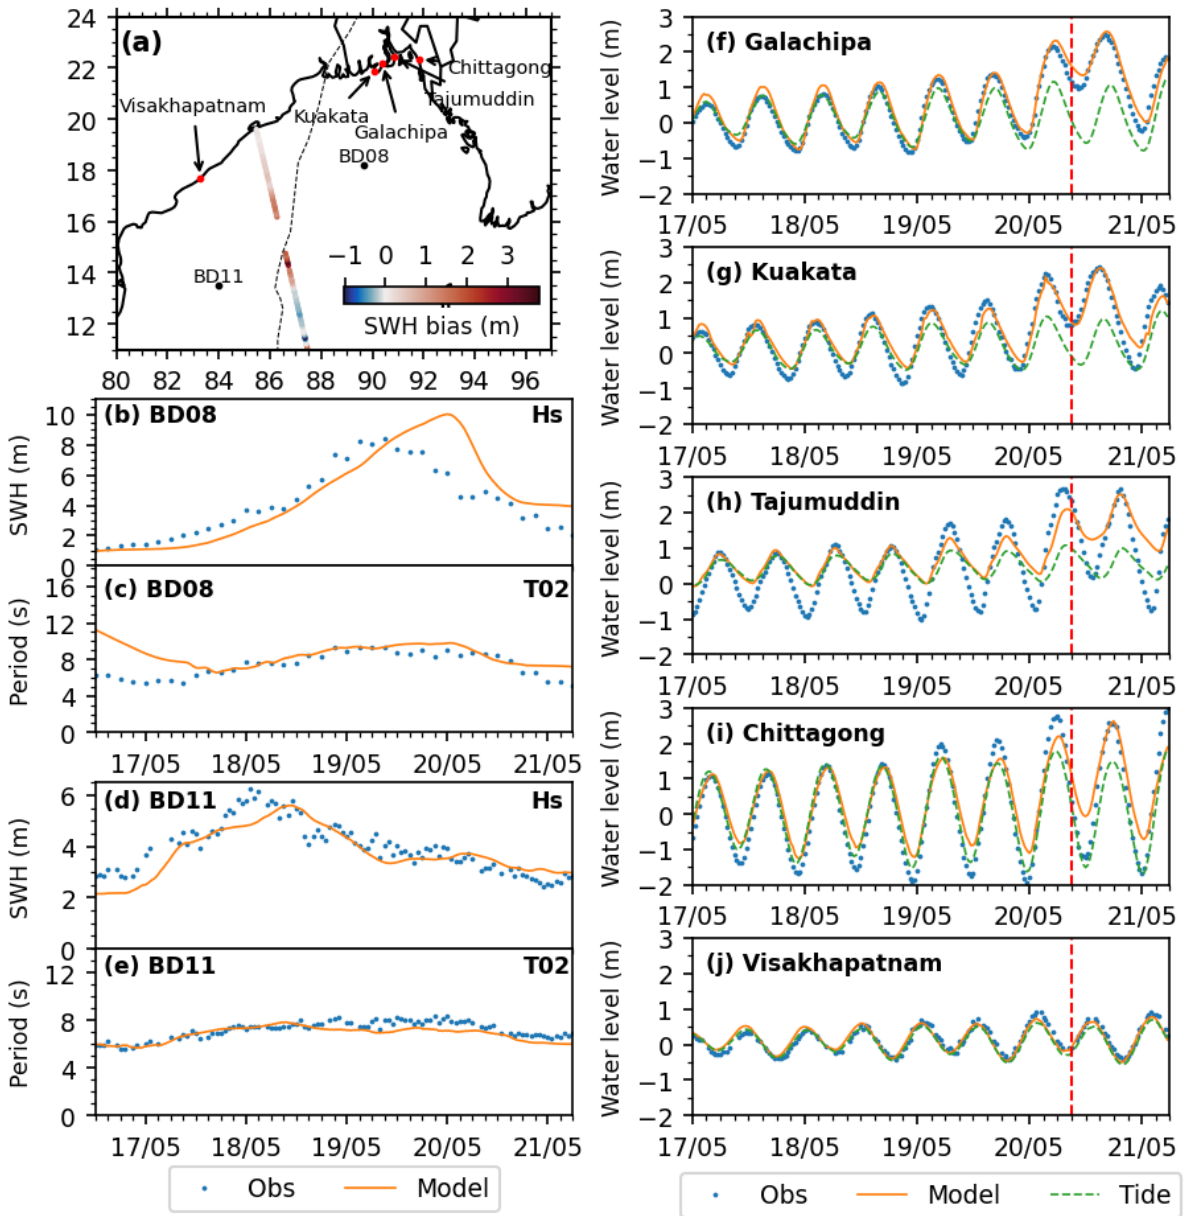 24
22
20
18
16
14
12
(a)
Visakhapatnam
Chittagong
Tajumuddin
Kuakata
Galachipa
BD08
BD11
−1 0 1 2 3
SWH bias (m)
80 82 84 86 88 90 92 94 96
(b) BD08 Hs
SWH (m)
10
8
6
4
2
0
(c) BD08 T02
Period (s)
16
12
8
4
0
17/05 18/05 19/05 20/05 21/05
(d) BD11 Hs
SWH (m)
6
4
2
0
(e) BD11 T02
Period (s)
12
8
4
0
17/05 18/05 19/05 20/05 21/05
Obs Model
(f) Galachipa
Water level (m)
3
2
1
0
−1
−2
17/05 18/05 19/05 20/05 21/05
(g) Kuakata
Water level (m)
3
2
1
0
−1
−2
17/05 18/05 19/05 20/05 21/05
(h) Tajumuddin
Water level (m)
3
2
1
0
−1
−2
17/05 18/05 19/05 20/05 21/05
(i) Chittagong
Water level (m)
3
2
1
0
−1
−2
17/05 18/05 19/05 20/05 21/05
(j) Visakhapatnam
Water level (m)
3
2
1
0
−1
−2
17/05 18/05 19/05 20/05 21/05
Obs Model Tide